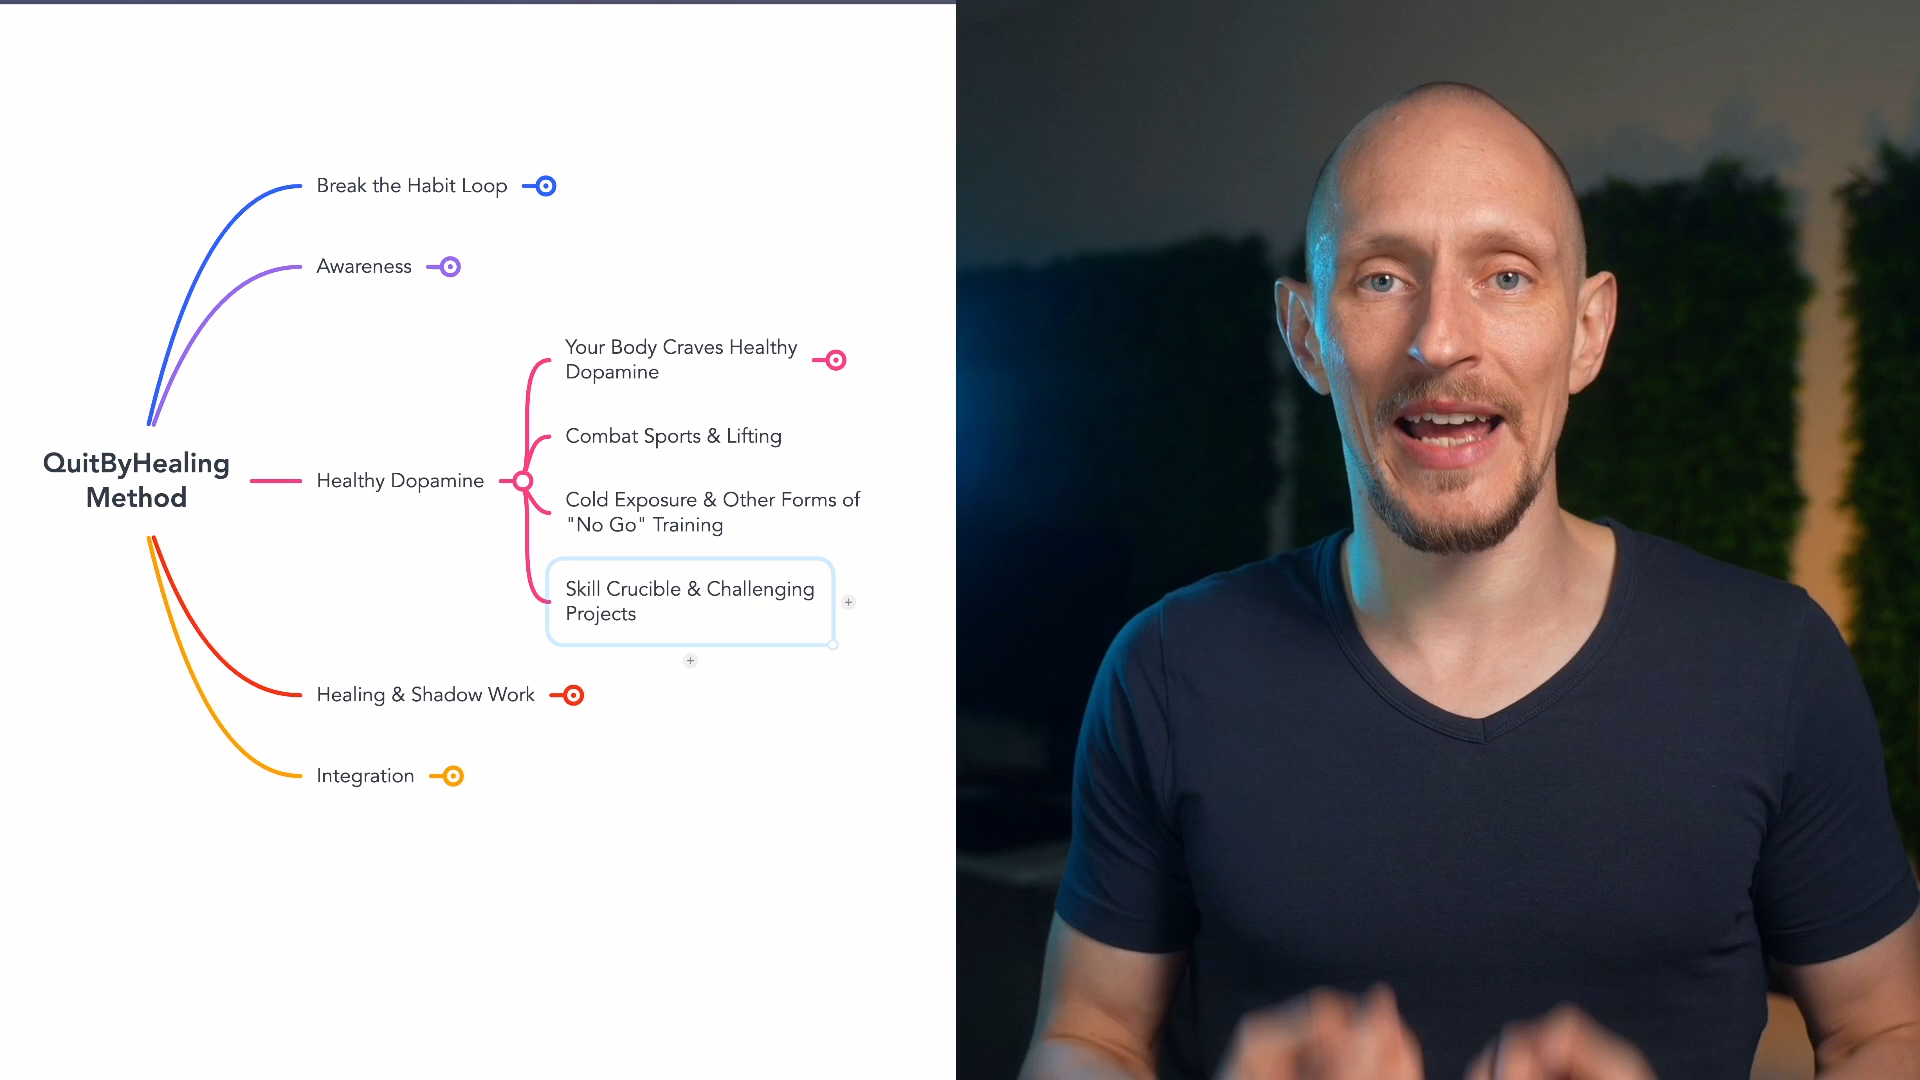 Break the Habit Loop
Awareness
Your Body Craves Healthy
Dopamine
Combat Sports & Lifting
QuitByHealing
Method
Healthy Dopamine
Cold Exposure & Other Forms of
"No Go" Training
Skill Crucible & Challenging
Projects
Healing & Shadow Work
Integration